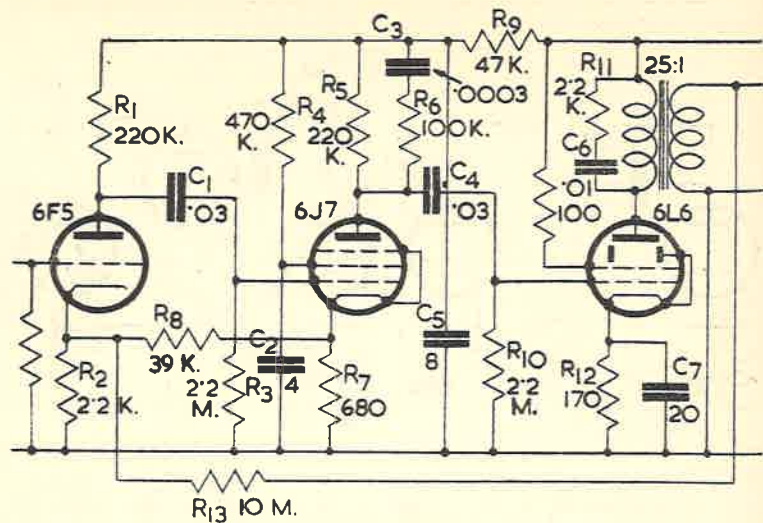 C3
R9
47 K.
.0003
R11
2.2
K.
25:1
R1
220K.
470
K.
R4
R5
220
K.
R6
100K.
C6
.01
100
C1
.03
C4
.03
6F5
6J7
6L6
R8
39 K.
C2
4
C5
8
R2
2.2 K.
2.2
M.
R3
R7
680
R10
2.2
M.
R12
170
C7
20
R13 10 M.